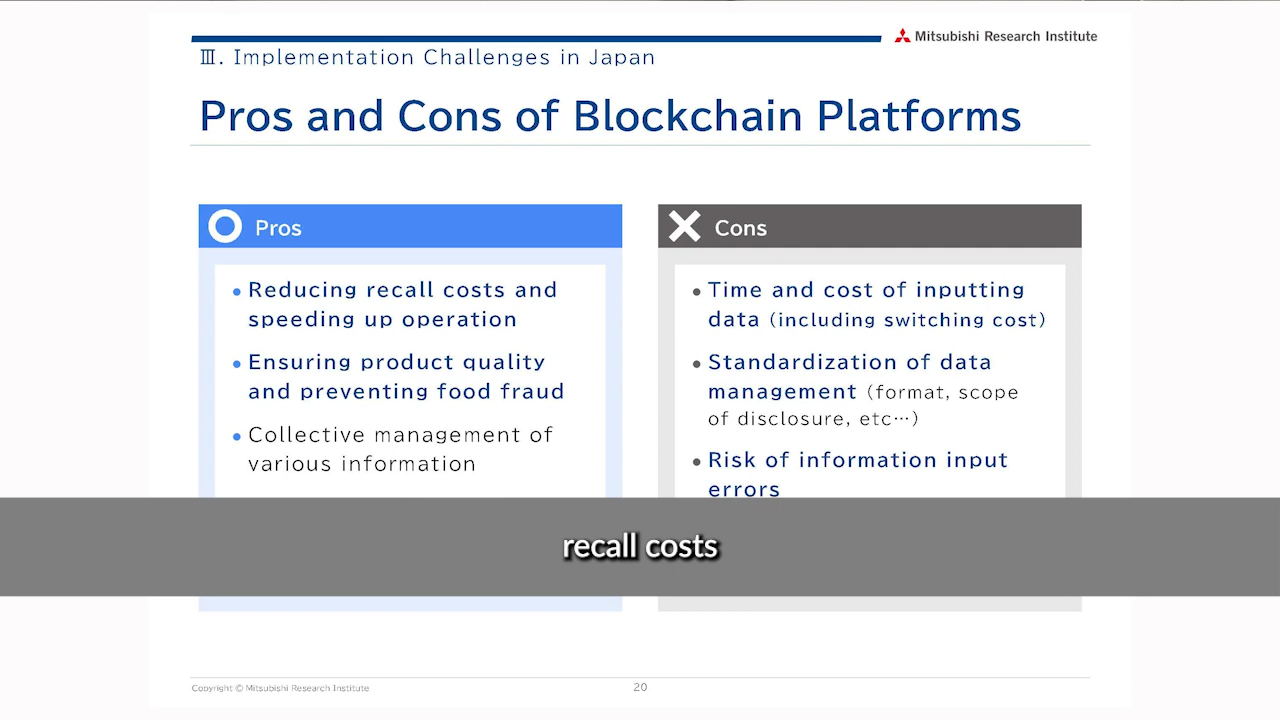 Mitsubishi Research Institute
Ⅲ. Implementation Challenges in Japan
Pros and Cons of Blockchain Platforms
Pros
• Reducing recall costs and
speeding up operation
• Ensuring product quality
and preventing food fraud
• Collective management of
various information
Cons
• Time and cost of inputting
data (including switching cost)
• Standardization of data
management (format, scope
of disclosure, etc…)
• Risk of information input
errors
recall costs
Copyright © Mitsubishi Research Institute
20